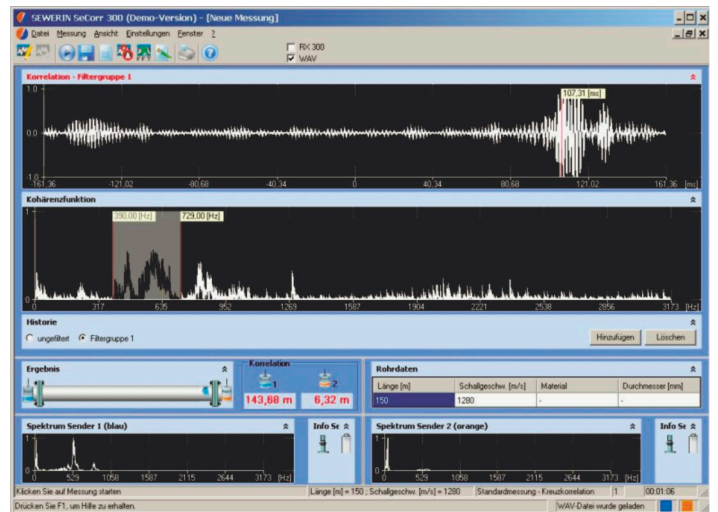 SEWERIN SeCorr 300 (Demo-Version) - [Neue Messung]
Datei Messung Ansicht Einstellungen Fenster ?
RX 300
WAV
Korrelation - Filtergruppe 1
107,31 [ms]
1.0
0.0
-1.0
-161,36 -121,02 -80,68 -40,34 0 40,34 80,68 121,02 161,36 [ms]
Kohärenzfunktion
390,00 [Hz] 729,00 [Hz]
1
0
0 317 635 952 1269 1587 1904 2221 2538 2856 3173 [Hz]
Historie
ungefiltert Filtergruppe 1 Hinzufügen Löschen
Ergebnis
Korrelation
1 2
143,68 m 6,32 m
Rohrdaten
Länge [m] Schallgeschw. [m/s] Material Durchmesser [mm]
150 1280 - -
Spektrum Sender 1 (blau) Info Se Spektrum Sender 2 (orange) Info Se
1 1
0 0
0 529 1058 1587 2115 2644 3173 [Hz] 0 529 1058 1587 2115 2644 3173 [Hz]
Klicken Sie auf Messung starten Länge [m] = 150 ; Schallgeschw. [m/s] = 1280 Standardmessung - Kreuzkorrelation 1 00:01:06
Drücken Sie F1, um Hilfe zu erhalten. WAV-Datei wurde geladen